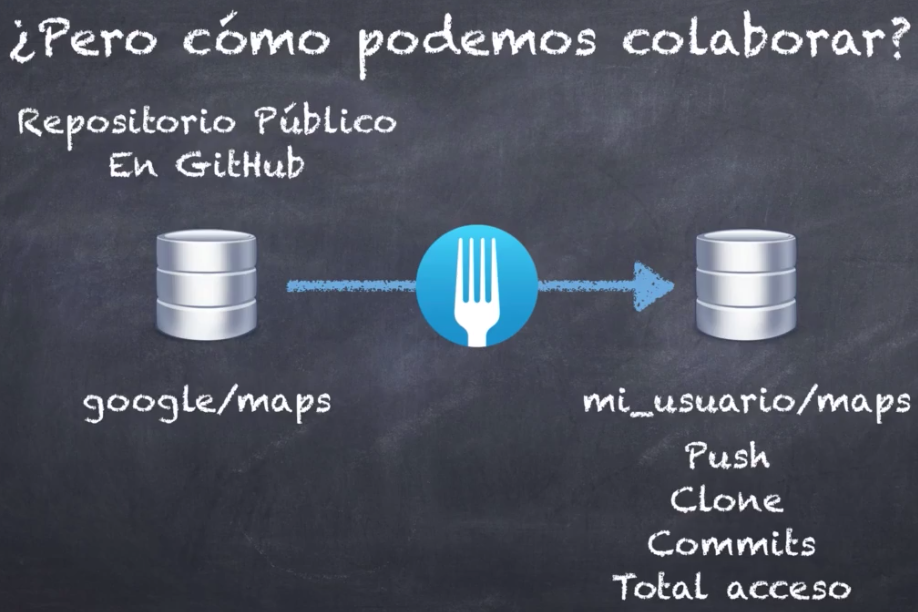 ¿Pero cómo podemos colaborar?
Repositorio Público
En GitHub
google/maps
mi_usuario/maps
Push
Clone
Commits
Total acceso